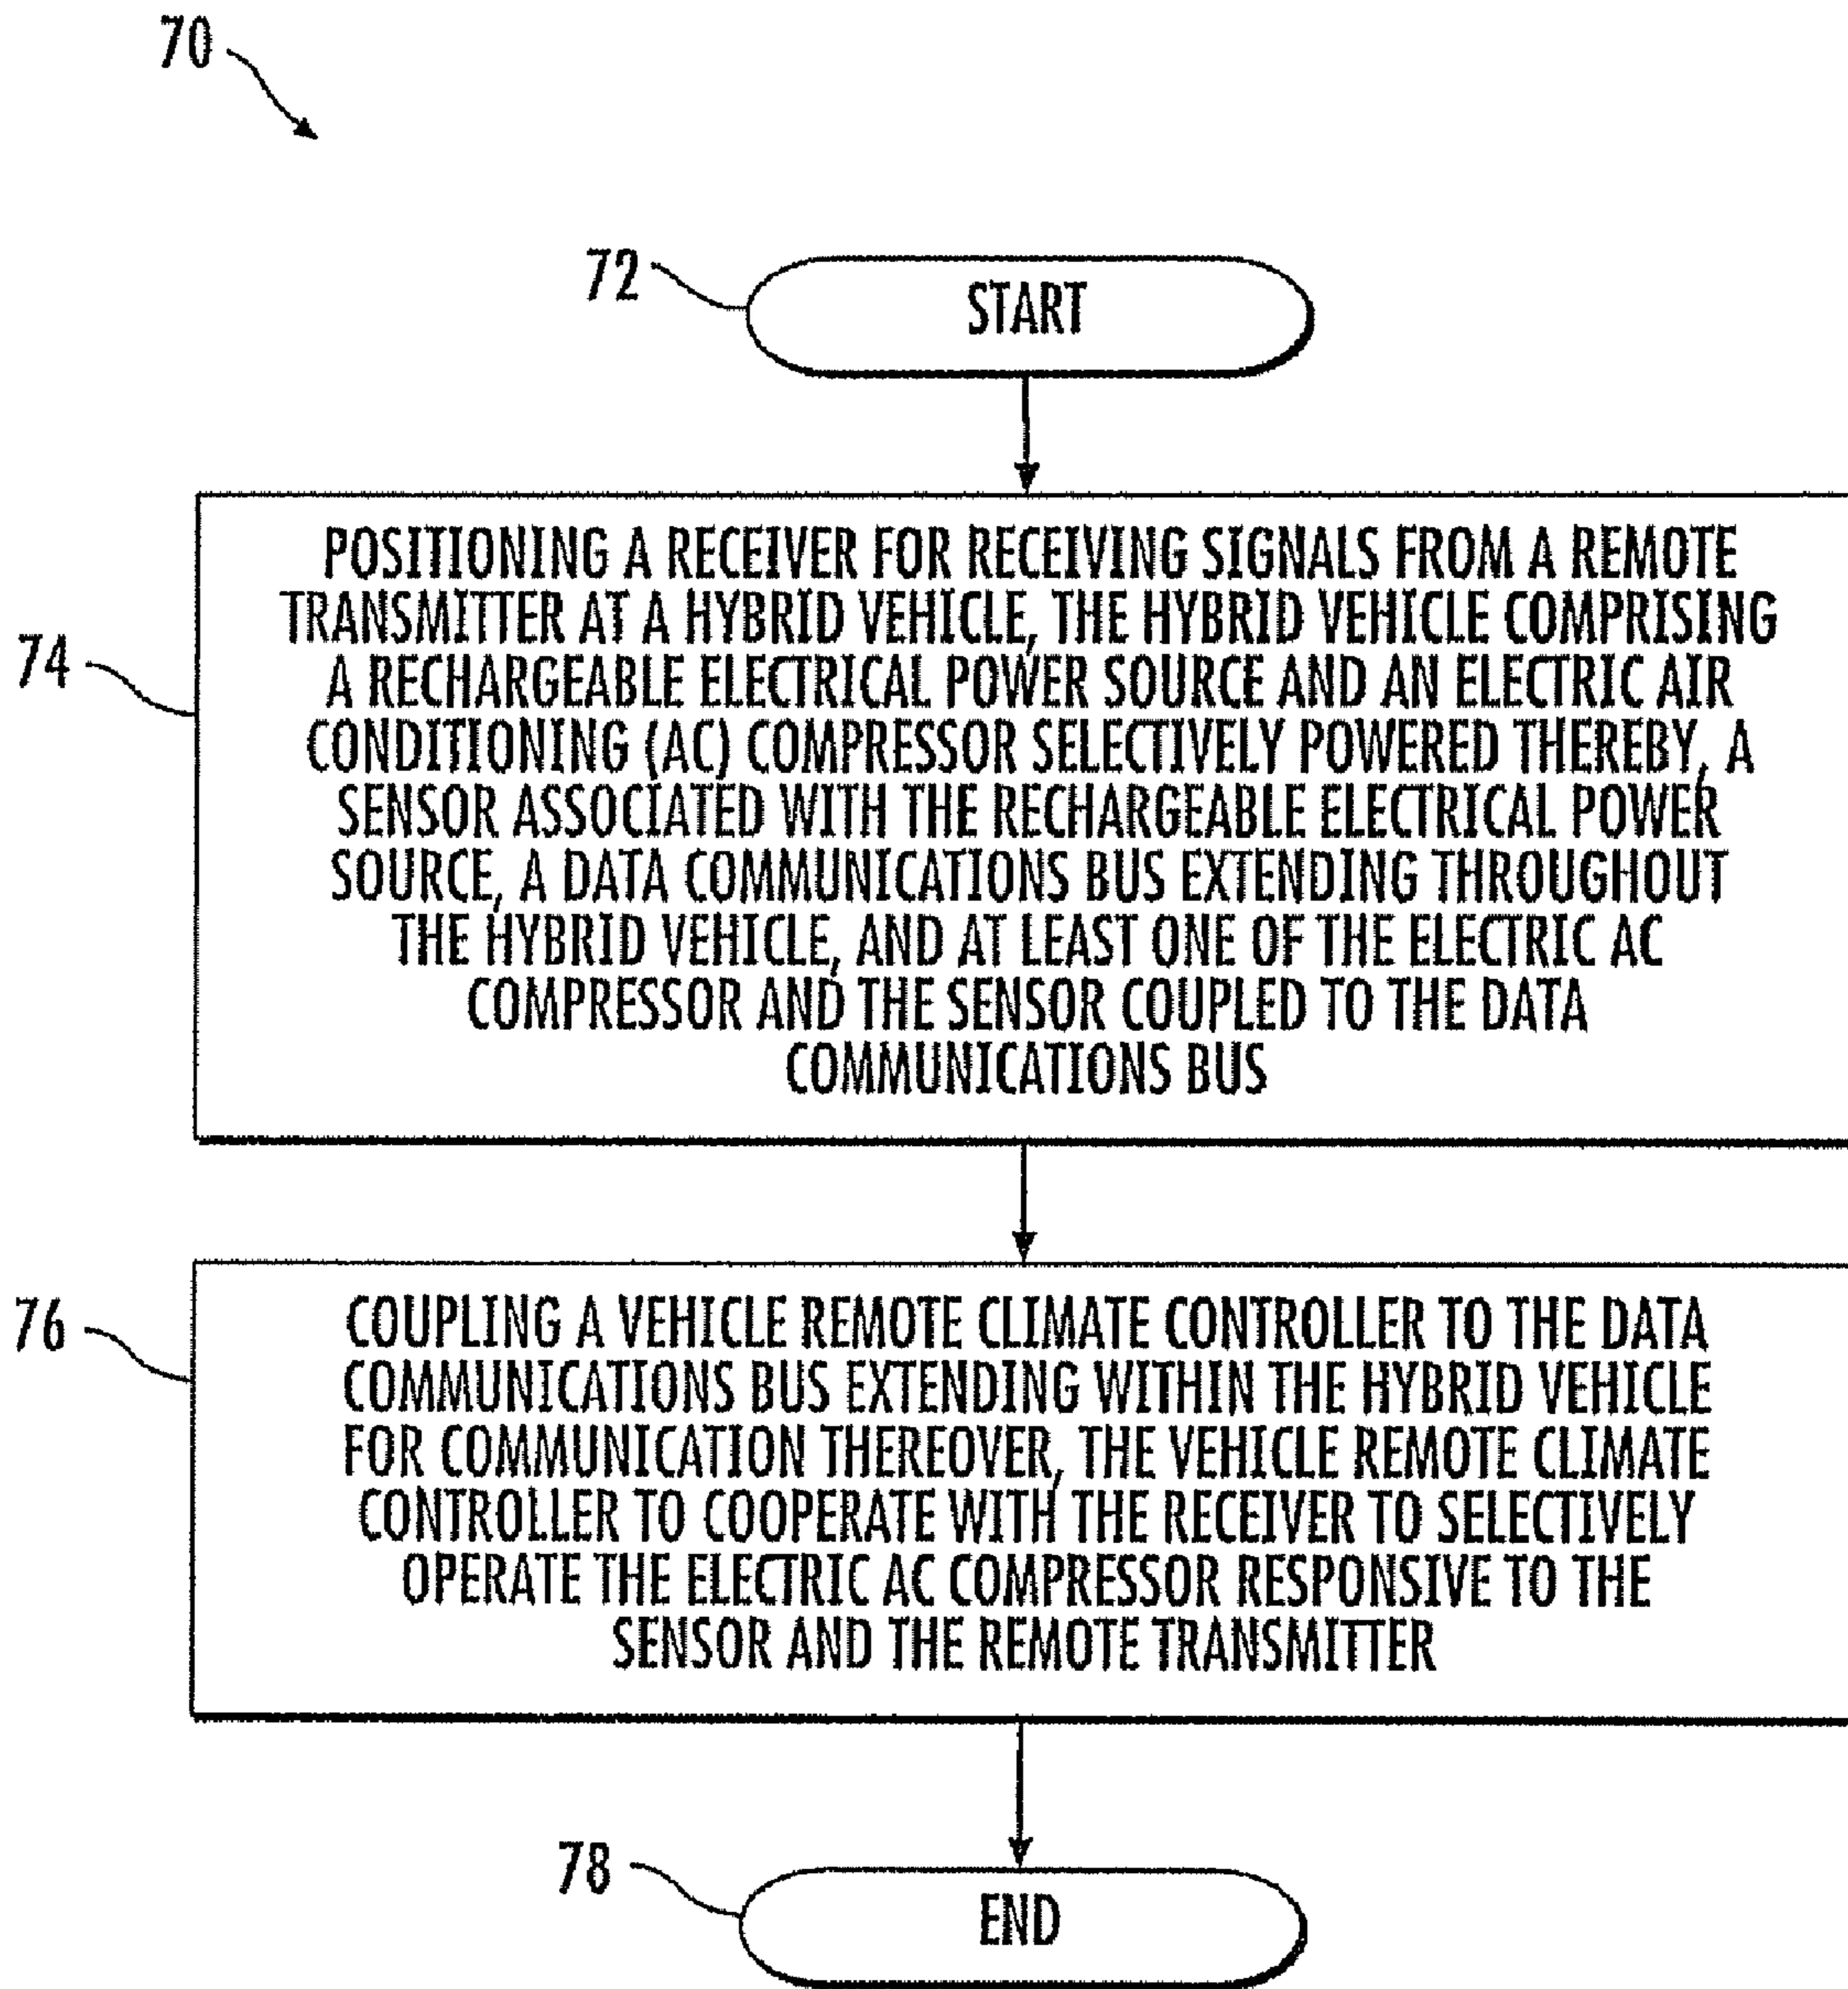 70
72
START
74
POSITIONING A RECEIVER FOR RECEIVING SIGNALS FROM A REMOTE
TRANSMITTER AT A HYBRID VEHICLE, THE HYBRID VEHICLE COMPRISING
A RECHARGEABLE ELECTRICAL POWER SOURCE AND AN ELECTRIC AIR
CONDITIONING (AC) COMPRESSOR SELECTIVELY POWERED THEREBY, A
SENSOR ASSOCIATED WITH THE RECHARGEABLE ELECTRICAL POWER
SOURCE, A DATA COMMUNICATIONS BUS EXTENDING THROUGHOUT
THE HYBRID VEHICLE, AND AT LEAST ONE OF THE ELECTRIC AC
COMPRESSOR AND THE SENSOR COUPLED TO THE DATA
COMMUNICATIONS BUS
76
COUPLING A VEHICLE REMOTE CLIMATE CONTROLLER TO THE DATA
COMMUNICATIONS BUS EXTENDING WITHIN THE HYBRID VEHICLE
FOR COMMUNICATION THEREOVER, THE VEHICLE REMOTE CLIMATE
CONTROLLER TO COOPERATE WITH THE RECEIVER TO SELECTIVELY
OPERATE THE ELECTRIC AC COMPRESSOR RESPONSIVE TO THE
SENSOR AND THE REMOTE TRANSMITTER
78
END